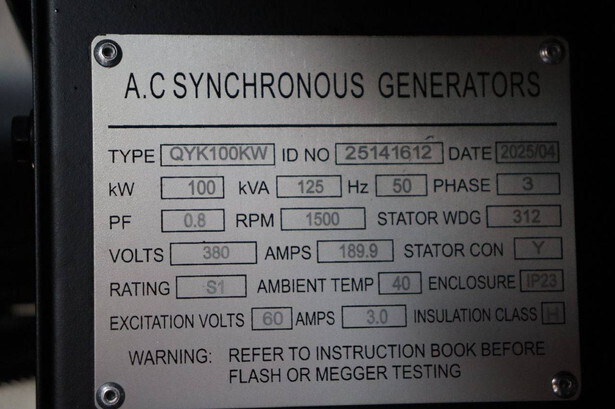 A.C SYNCHRONOUS GENERATORS
TYPE QYK100KW ID NO 25141612 DATE 2025/04
kW 100 kVA 125 Hz 50 PHASE 3
PF 0.8 RPM 1500 STATOR WDG 312
VOLTS 380 AMPS 189.9 STATOR CON Y
RATING S1 AMBIENT TEMP 40 ENCLOSURE IP23
EXCITATION VOLTS 60 AMPS 3.0 INSULATION CLASS H
WARNING: REFER TO INSTRUCTION BOOK BEFORE
FLASH OR MEGGER TESTING